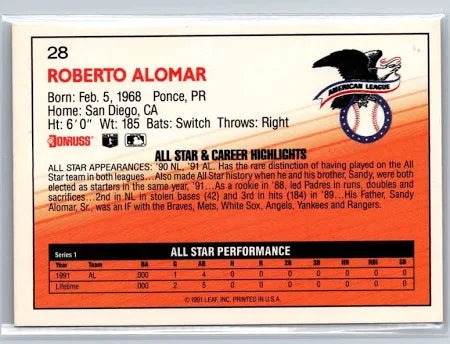 28
ROBERTO ALOMAR
AMERICAN LEAGUE
Born: Feb. 5, 1968 Ponce, PR
Home: San Diego, CA
Ht: 6'0" Wt: 185 Bats: Switch Throws: Right
DONRUSS
ALL STAR & CAREER HIGHLIGHTS
ALL STAR APPEARANCES: '90 NL, '91 AL. Has the rare distinction of having played on the All
Star team in both leagues...Also made All Star history when he and his brother, Sandy, were both
elected as starters in the same year, '91...As a rookie in '88, led Padres in runs, doubles and
sacrifices...2nd in NL in stolen bases (42) and 3rd in hits (184) in '89...His Father, Sandy
Alomar, Sr., was an IF with the Braves, Mets, White Sox, Angels, Yankees and Rangers.
Series 1 ALL STAR PERFORMANCE
Year Team BA G AB R H 2B 3B HR RBI SB
1991 AL .000 1 4 0 0 0 0 0 0 0
Lifetime .000 2 5 0 0 0 0 0 0 0
© 1991 LEAF, INC. PRINTED IN U.S.A.